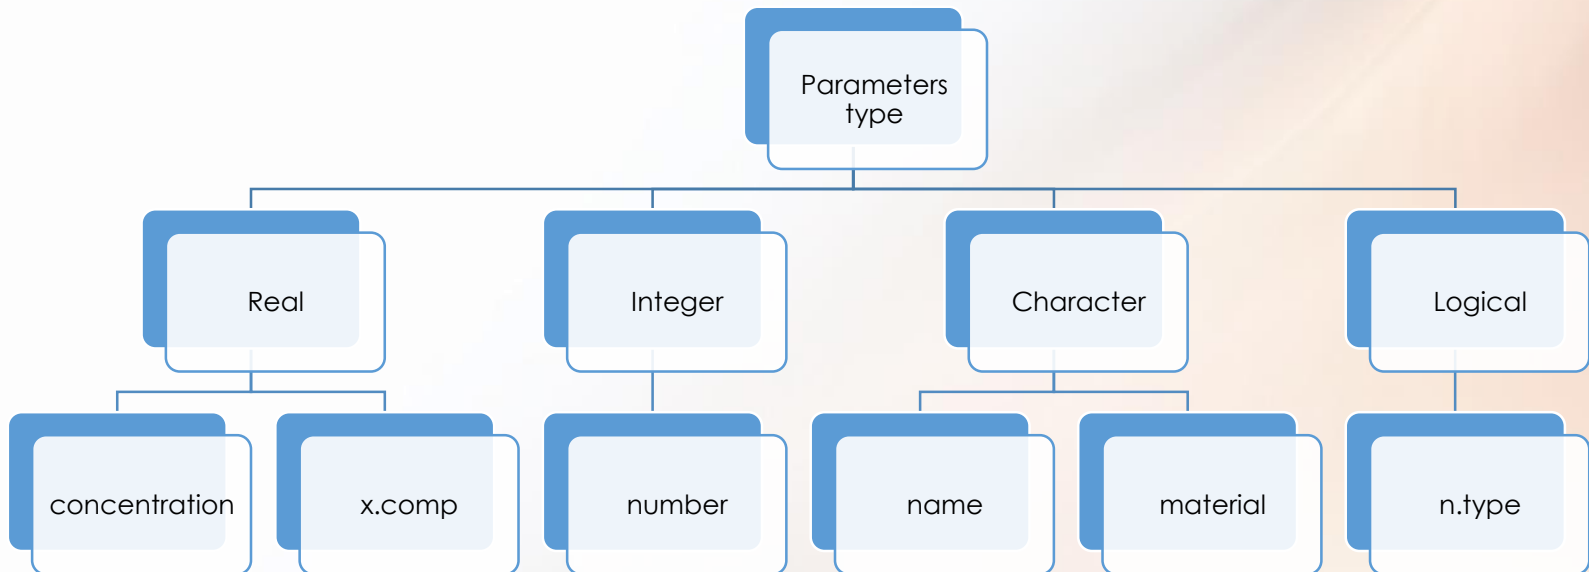 Parameters
type
Real
Integer
Character
Logical
concentration
x.comp
number
name
material
n.type